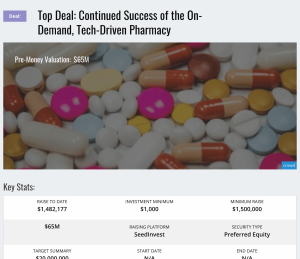 Deal
Top Deal: Continued Success of the On-
Demand, Tech-Driven Pharmacy
Pre-Money Valuation: $65M
Key Stats:
RAISE TO DATE
$1,482,177
INVESTMENT MINIMUM
$1,000
MINIMUM RAISE
$1,500,000
$65M
RAISING PLATFORM
SeedInvest
SECURITY TYPE
Preferred Equity
TARGET SUMMARY
$20,000,000
START DATE
N/A
END DATE
N/A